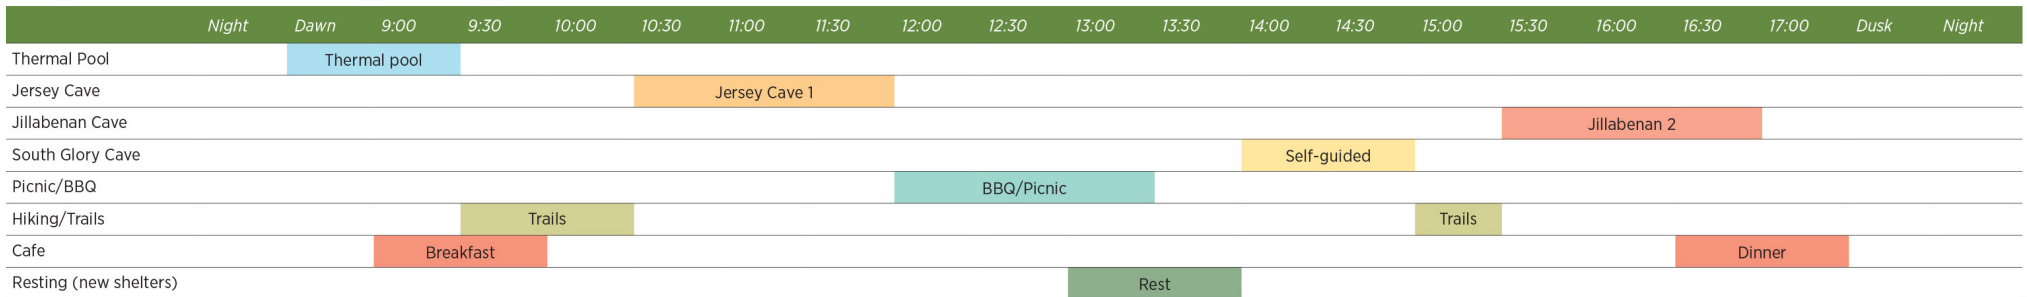 Night Dawn 9:00 9:30 10:00 10:30 11:00 11:30 12:00 12:30 13:00 13:30 14:00 14:30 15:00 15:30 16:00 16:30 17:00 Dusk Night
Thermal Pool Thermal pool
Jersey Cave Jersey Cave 1
Jillabenan Cave Jillabenan 2
South Glory Cave Self-guided
Picnic/BBQ BBQ/Picnic
Hiking/Trails Trails Trails
Cafe Breakfast Dinner
Resting (new shelters) Rest